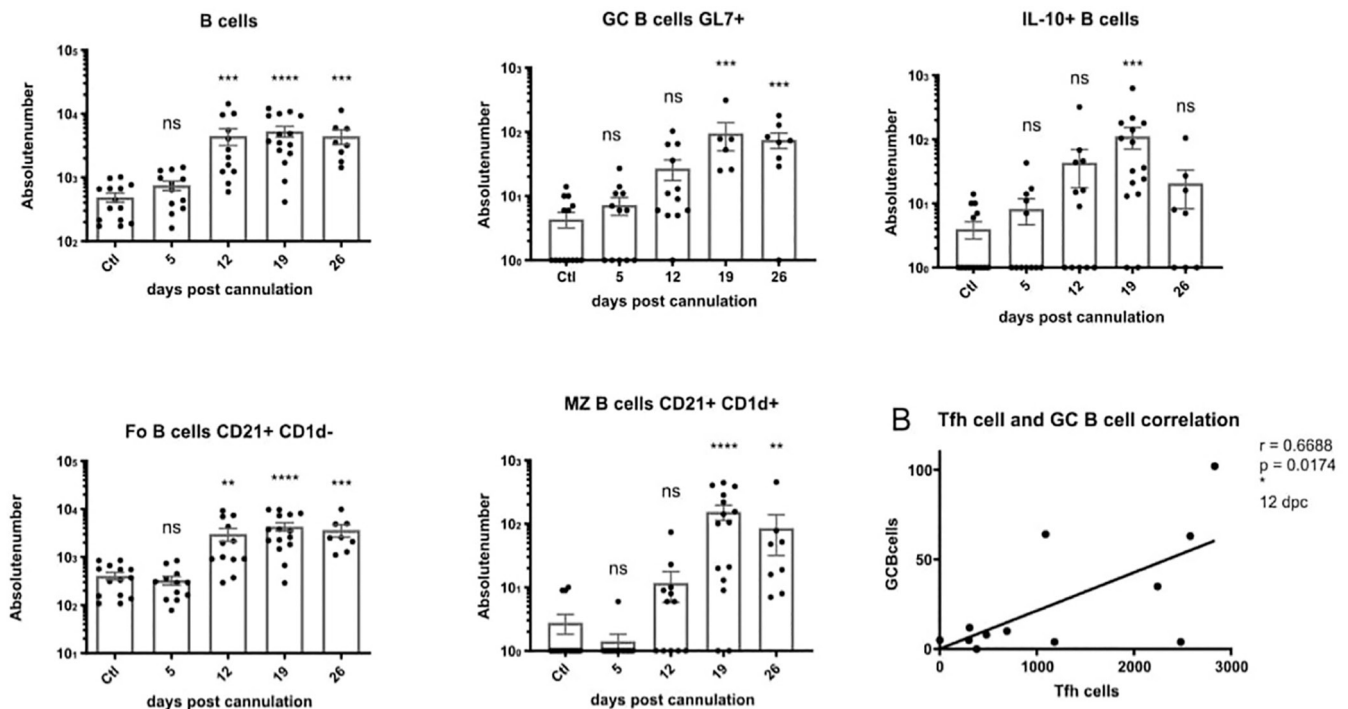 B cells
Absolutenumber
10⁵
10⁴
10³
10²
ns
***
****
***
Ctl
5
12
19
26
days post cannulation
GC B cells GL7+
Absolutenumber
10³
10²
10¹
10⁰
ns
ns
***
***
Ctl
5
12
19
26
days post cannulation
IL-10+ B cells
Absolutenumber
10³
10²
10¹
10⁰
ns
ns
***
ns
Ctl
5
12
19
26
days post cannulation
Fo B cells CD21+ CD1d-
Absolutenumber
10⁵
10⁴
10³
10²
10¹
ns
**
****
***
Ctl
5
12
19
26
days post cannulation
MZ B cells CD21+ CD1d+
Absolutenumber
10³
10²
10¹
10⁰
ns
ns
****
**
Ctl
5
12
19
26
days post cannulation
B
Tfh cell and GC B cell correlation
GCBcells
100
50
0
0
1000
2000
3000
Tfh cells
r = 0.6688
p = 0.0174
*
12 dpc